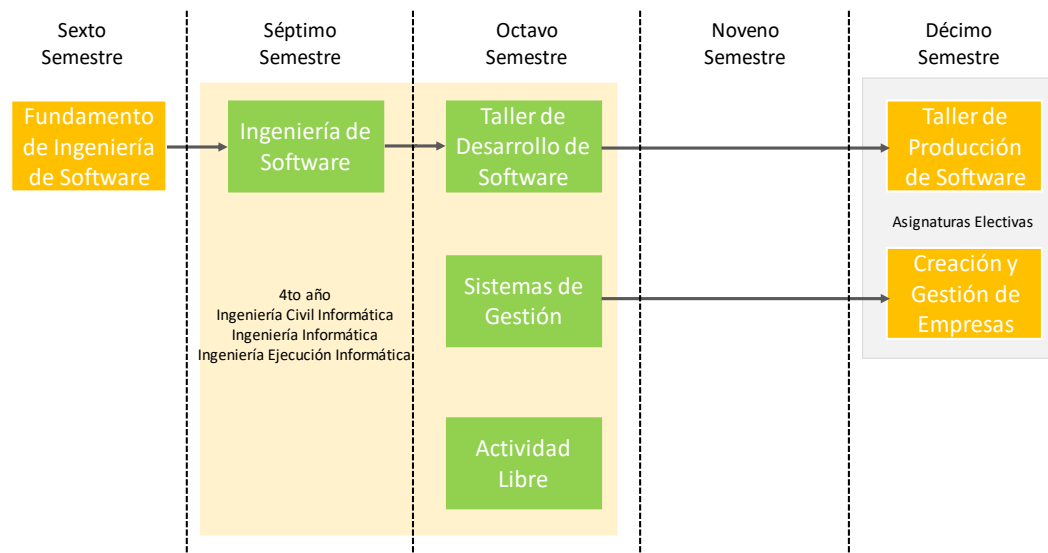 Sexto
Semestre
Séptimo
Semestre
Octavo
Semestre
Noveno
Semestre
Décimo
Semestre
Fundamento
de Ingeniería
de Software
Ingeniería de
Software
Taller de
Desarrollo de
Software
Taller de
Producción
de Software
Asignaturas Electivas
Sistemas de
Gestión
Creación y
Gestión de
Empresas
4to año
Ingeniería Civil Informática
Ingeniería Informática
Ingeniería Ejecución Informática
Actividad
Libre